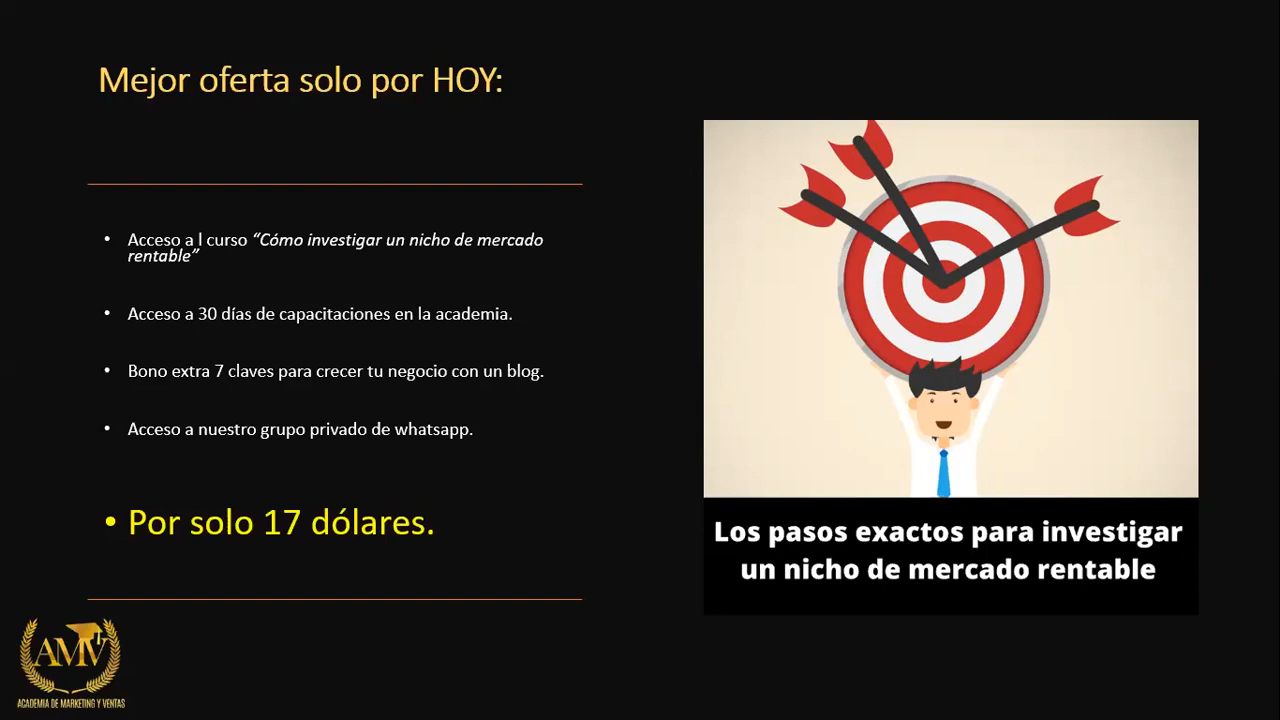 Mejor oferta solo por HOY:
• Acceso a l curso “Cómo investigar un nicho de mercado
rentable”
• Acceso a 30 días de capacitaciones en la academia.
• Bono extra 7 claves para crecer tu negocio con un blog.
• Acceso a nuestro grupo privado de whatsapp.
• Por solo 17 dólares.
Los pasos exactos para investigar
un nicho de mercado rentable
AMV
ACADEMIA DE MARKETING Y VENTAS